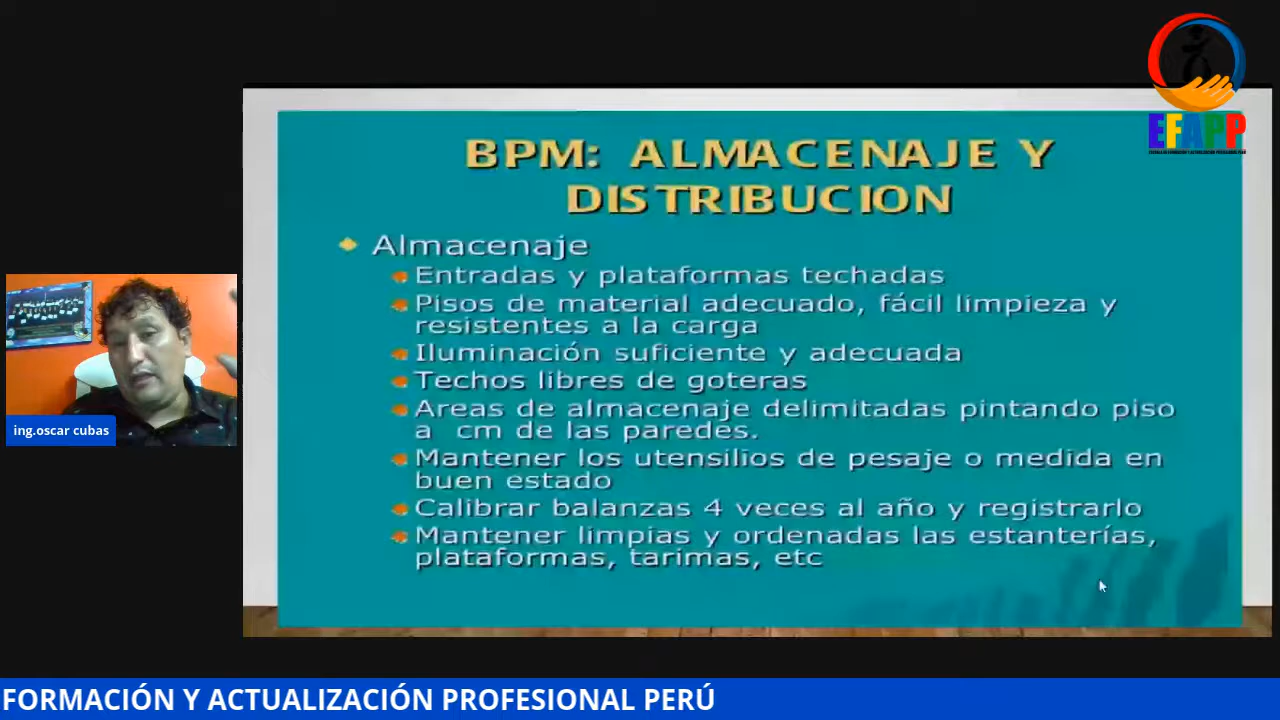 EFAPP
BPM: ALMACENAJE Y
DISTRIBUCION
Almacenaje
Entradas y plataformas techadas
Pisos de material adecuado, fácil limpieza y
resistentes a la carga
Iluminación suficiente y adecuada
Techos libres de goteras
Areas de almacenaje delimitadas pintando piso
a cm de las paredes.
Mantener los utensilios de pesaje o medida en
buen estado
Calibrar balanzas 4 veces al año y registrarlo
Mantener limpias y ordenadas las estanterías,
plataformas, tarimas, etc
ing.oscar cubas
FORMACIÓN Y ACTUALIZACIÓN PROFESIONAL PERÚ